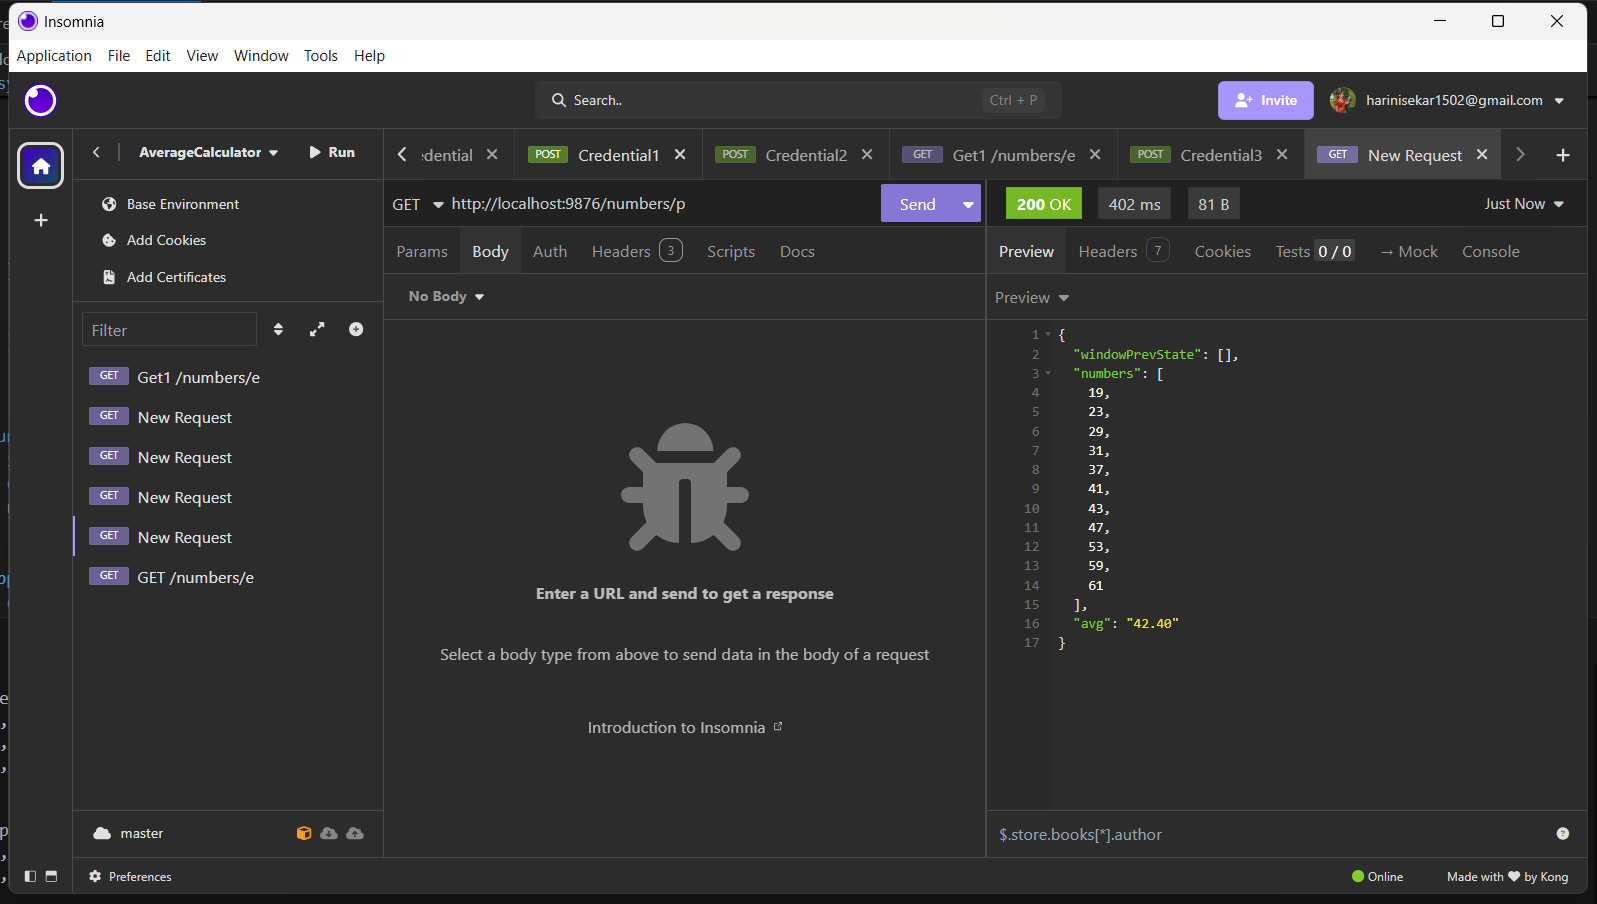 Insomnia
Application File Edit View Window Tools Help
Search.. Ctrl + P Invite harinisekar1502@gmail.com
AverageCalculator Run
edential POST Credential1 POST Credential2 GET Get1 /numbers/e POST Credential3 GET New Request
Base Environment
Add Cookies
Add Certificates
Filter
GET Get1 /numbers/e
GET New Request
GET New Request
GET New Request
GET New Request
GET GET /numbers/e
master
GET http://localhost:9876/numbers/p Send
Params Body Auth Headers 3 Scripts Docs
No Body
Enter a URL and send to get a response
Select a body type from above to send data in the body of a request
Introduction to Insomnia
200 OK 402 ms 81 B Just Now
Preview Headers 7 Cookies Tests 0 / 0 → Mock Console
Preview
1 {
2 "windowPrevState": [],
3 "numbers": [
4 19,
5 23,
6 29,
7 31,
8 37,
9 41,
10 43,
11 47,
12 53,
13 59,
14 61
15 ],
16 "avg": "42.40"
17 }
$.store.books[*].author
Preferences Online Made with ❤ by Kong